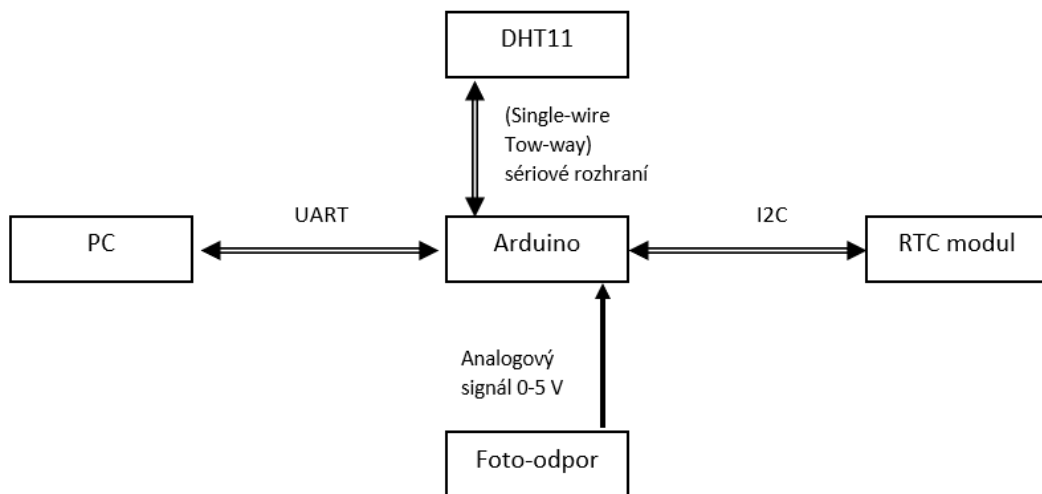 DHT11
(Single-wire
Tow-way)
sériové rozhraní
UART
I2C
PC
Arduino
RTC modul
Analogový
signál 0-5 V
Foto-odpor